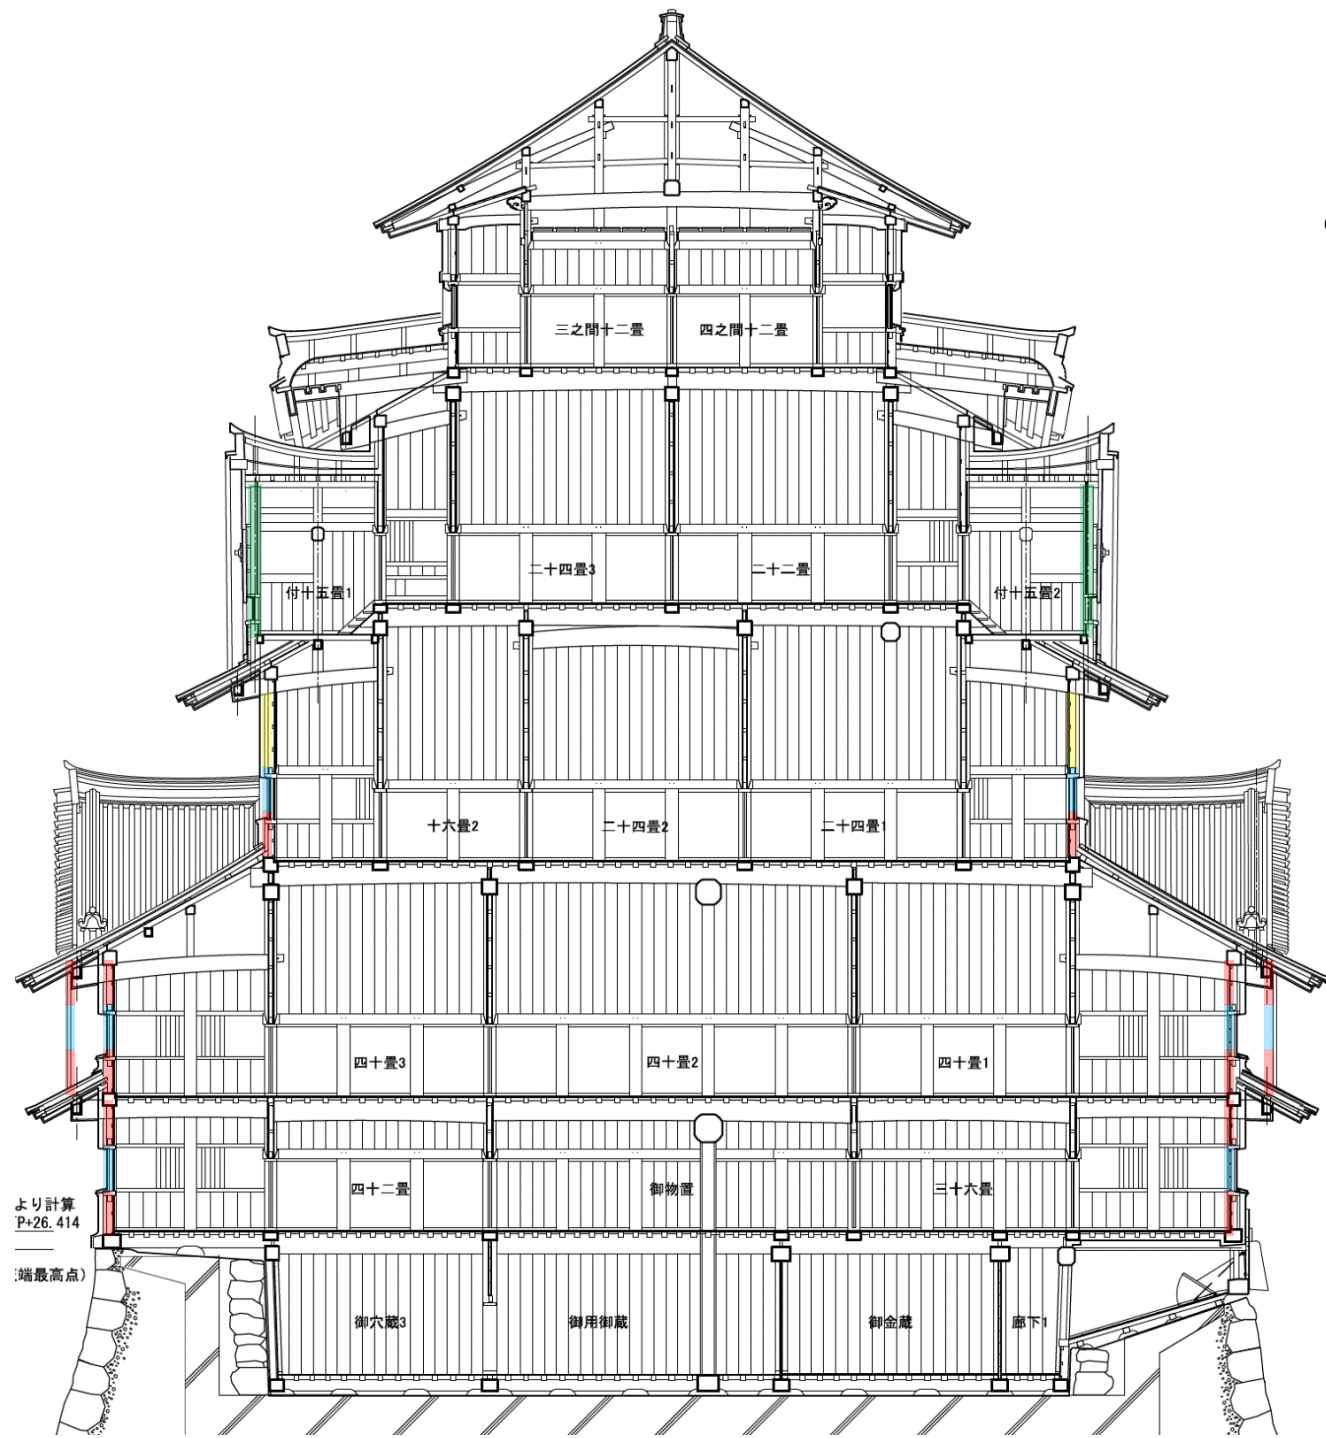 三之間十二畳
四之間十二畳
二十四畳3
二十二畳
付十五畳1
付十五畳2
十六畳2
二十四畳2
二十四畳1
四十畳3
四十畳2
四十畳1
四十二畳
御物置
三十六畳
より計算
P+26.414
端最高点)
御穴蔵3
御用御蔵
御金蔵
廊下1